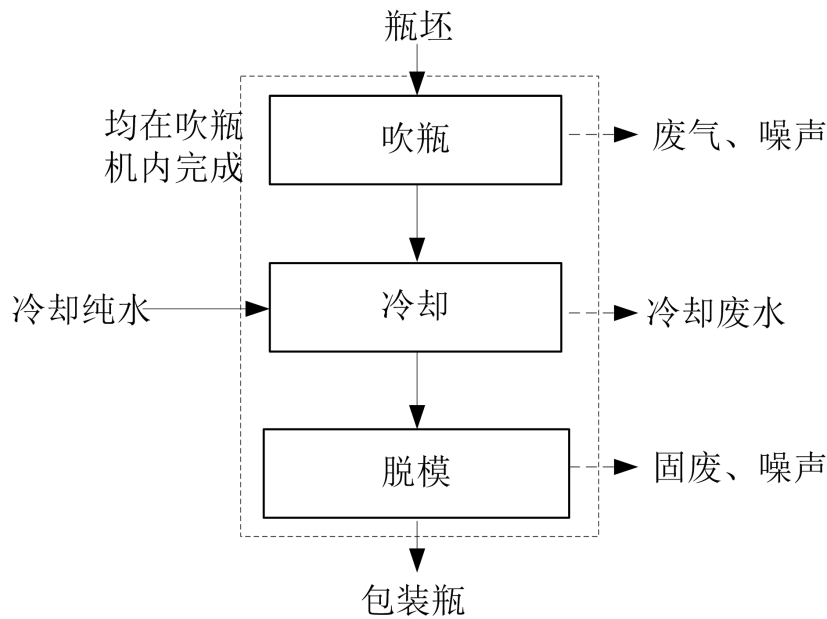 瓶坯
均在吹瓶
机内完成
吹瓶
废气、噪声
冷却纯水
冷却
冷却废水
脱模
固废、噪声
包装瓶